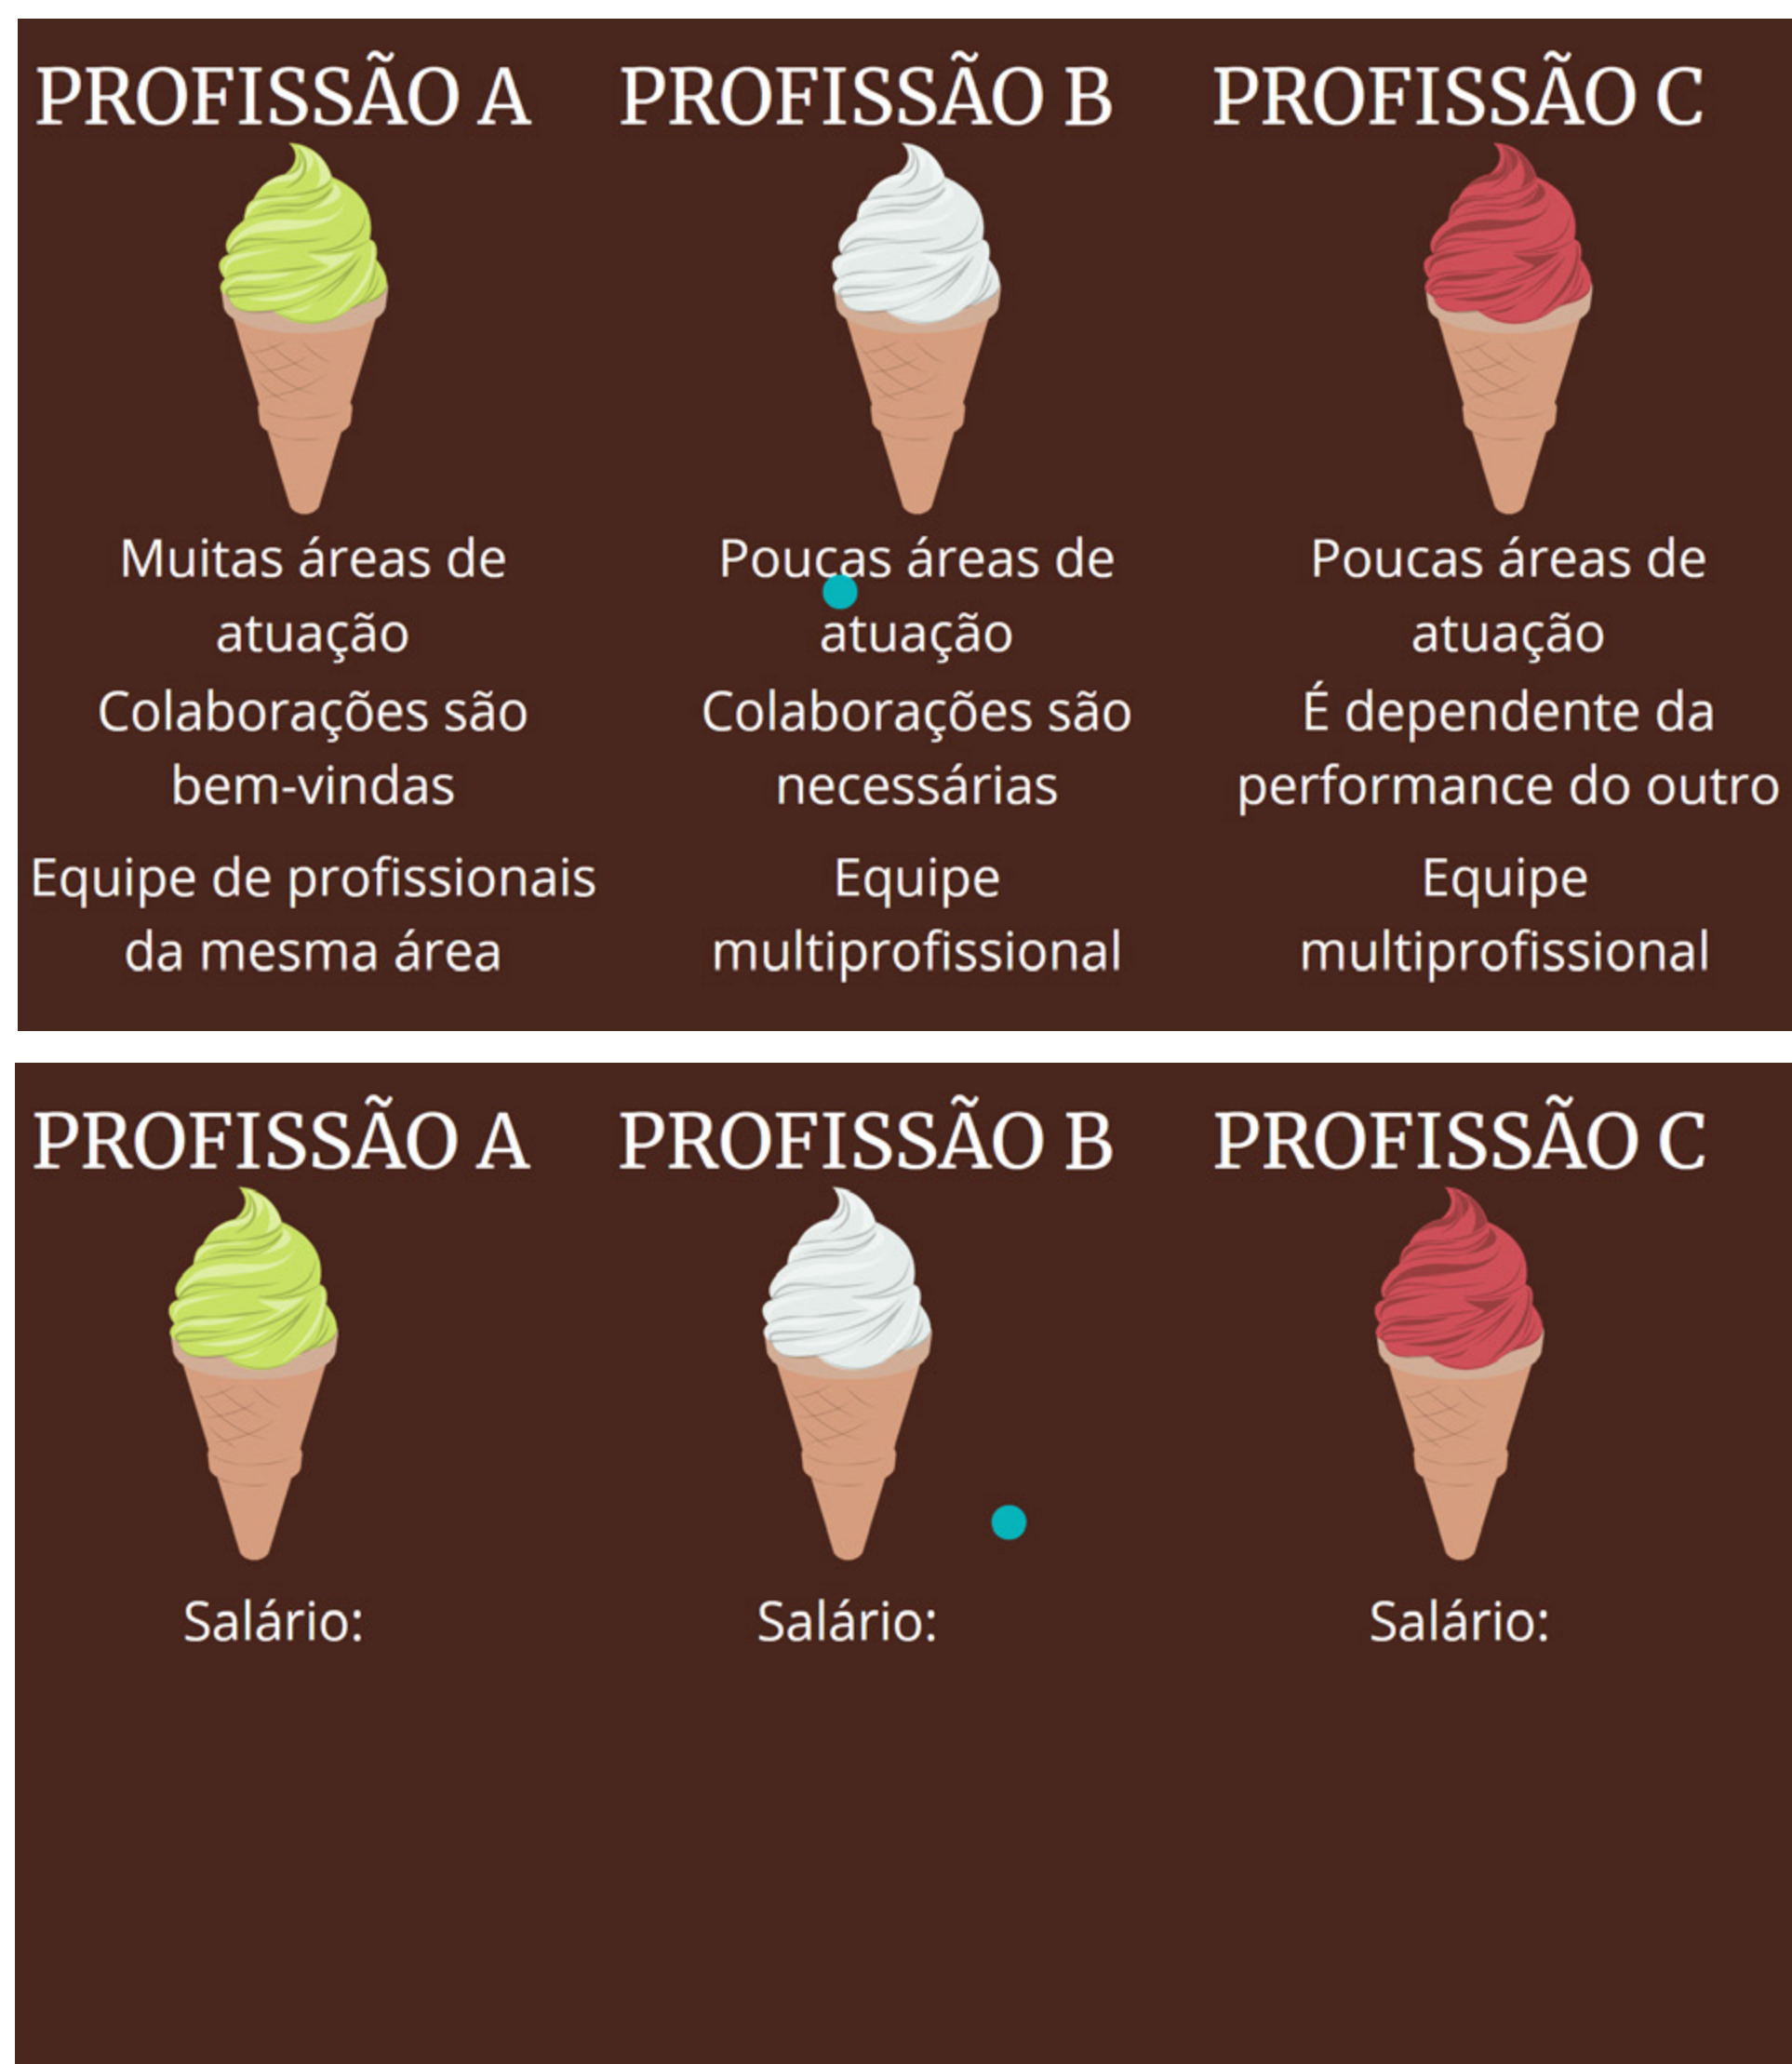 PROFISSÃO A
PROFISSÃO B
PROFISSÃO C
Muitas áreas de
atuação
Colaborações são
bem-vindas
Equipe de profissionais
da mesma área
Poucas áreas de
atuação
Colaborações são
necessárias
Equipe
multiprofissional
Poucas áreas de
atuação
É dependente da
performance do outro
Equipe
multiprofissional
PROFISSÃO A
PROFISSÃO B
PROFISSÃO C
Salário:
Salário:
Salário: